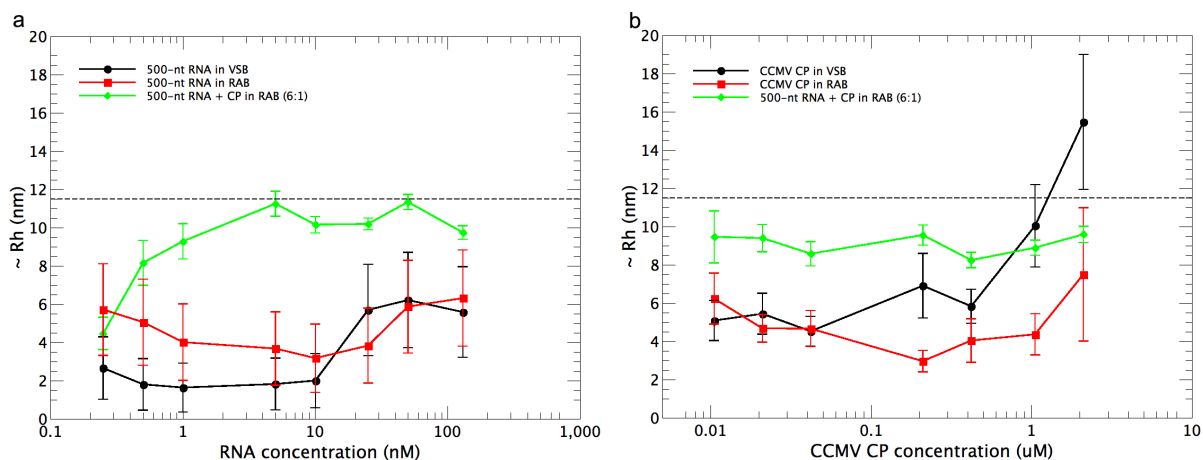 a
20
18
16
14
12
10
8
6
4
2
0
~ Rh (nm)
500-nt RNA in VSB
500-nt RNA in RAB
500-nt RNA + CP in RAB (6:1)
0.1
1
10
100
1,000
RNA concentration (nM)
b
20
18
16
14
12
10
8
6
4
2
0
~ Rh (nm)
CCMV CP in VSB
CCMV CP in RAB
500-nt RNA + CP in RAB (6:1)
0.01
0.1
1
10
CCMV CP concentration (uM)